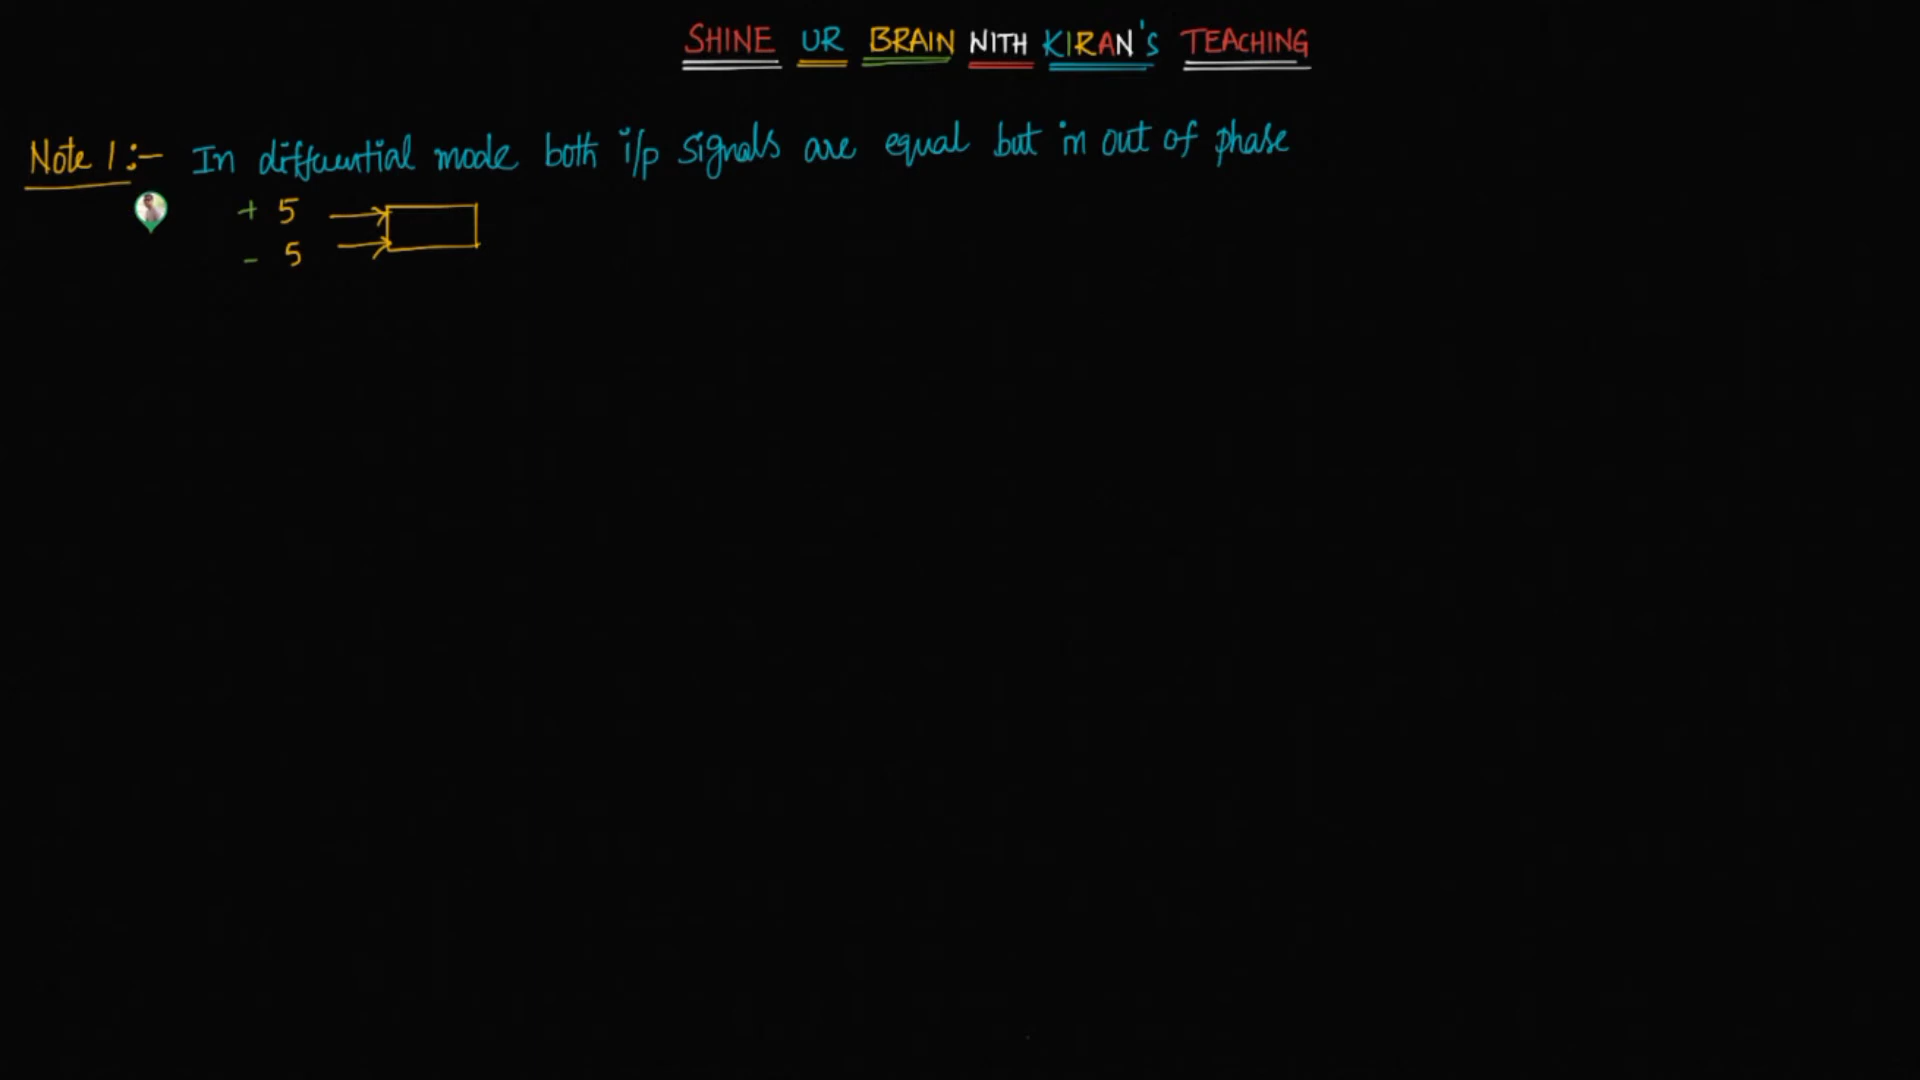 SHINE UR BRAIN WITH KIRAN'S TEACHING
Note 1 :- In differential mode both i/p signals are equal but in out of phase
+ 5
- 5